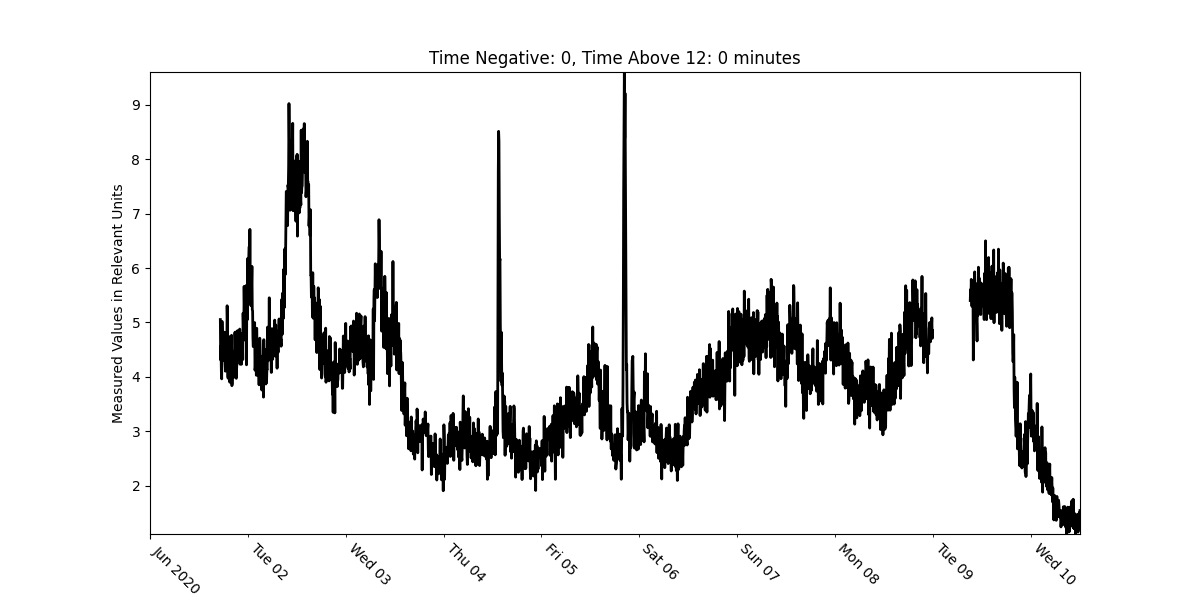 Time Negative: 0, Time Above 12: 0 minutes
Measured Values in Relevant Units
9
8
7
6
5
4
3
2
Jun 2020
Tue 02
Wed 03
Thu 04
Fri 05
Sat 06
Sun 07
Mon 08
Tue 09
Wed 10